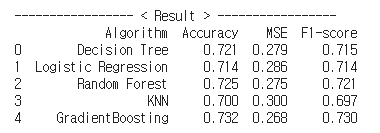 ------------------ < Result > ------------------
Algorithm Accuracy MSE F1-score
0 Decision Tree 0.721 0.279 0.715
1 Logistic Regression 0.714 0.286 0.714
2 Random Forest 0.725 0.275 0.721
3 KNN 0.700 0.300 0.697
4 GradientBoosting 0.732 0.268 0.730